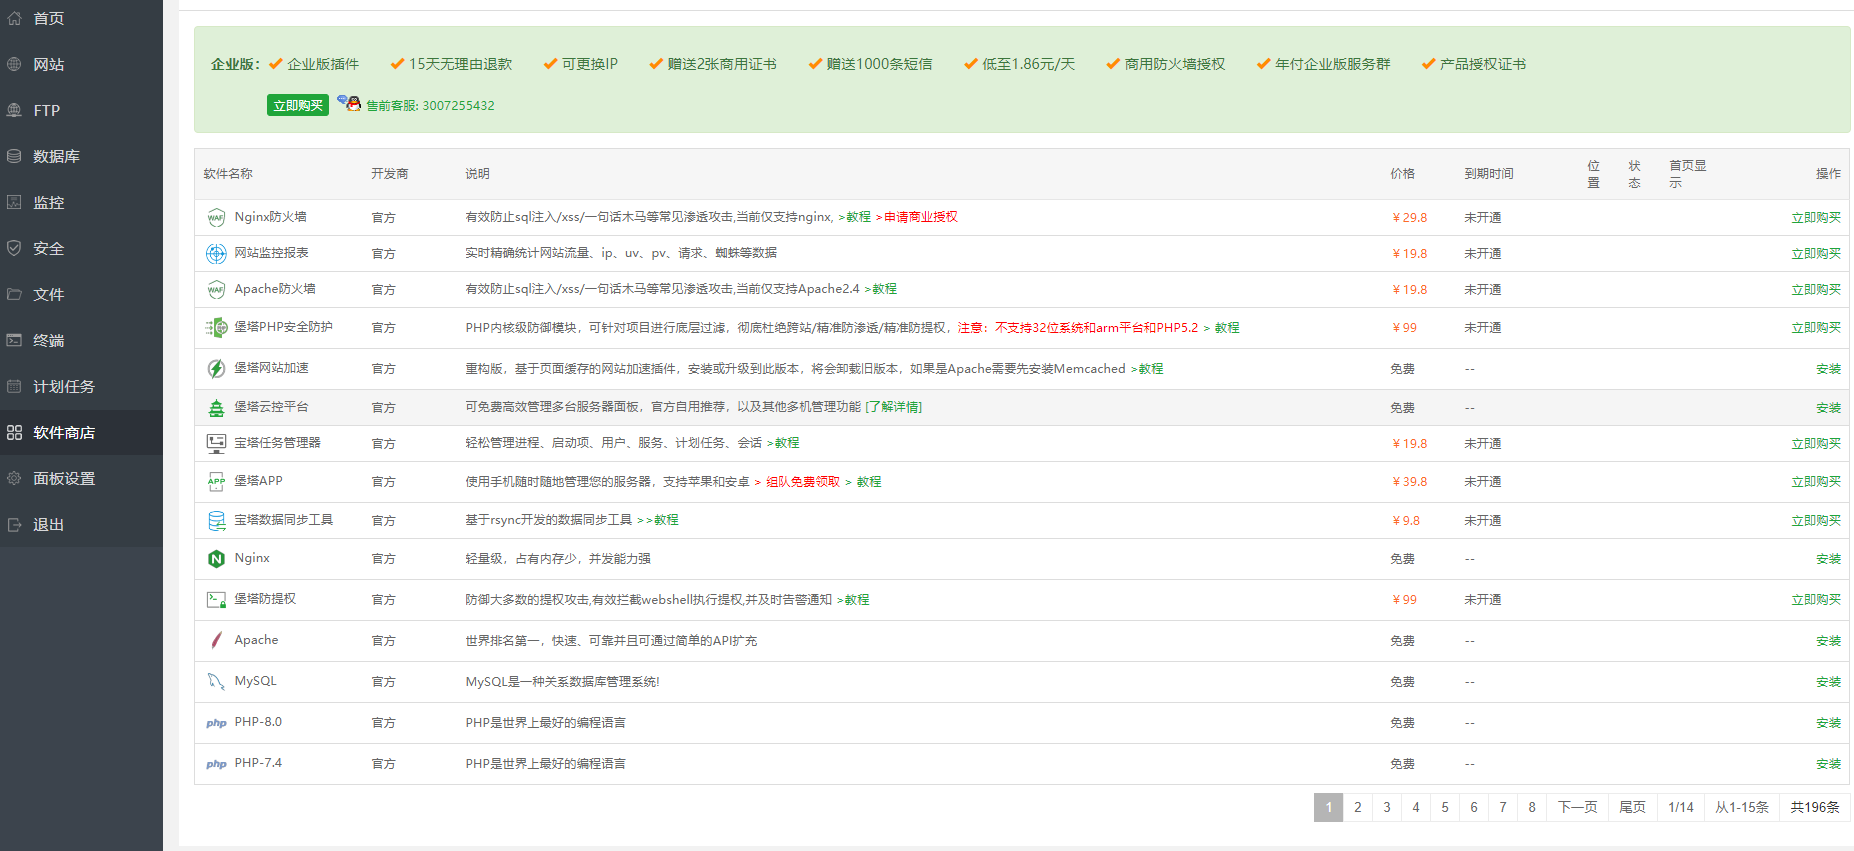 首页
网站
FTP
数据库
监控
安全
文件
终端
计划任务
软件商店
面板设置
退出
企业版： 企业版插件 15天无理由退款 可更换IP 赠送2张商用证书 赠送1000条短信 低至1.86元/天 商用防火墙授权 年付企业版服务群 产品授权证书
立即购买 售前客服: 3007255432
软件名称 开发商 说明 价格 到期时间 位置 状态 首页显示 操作
Nginx防火墙 官方 有效防止sql注入/xss/一句话木马等常见渗透攻击,当前仅支持nginx, >教程 >申请商业授权 ¥29.8 未开通 立即购买
网站监控报表 官方 实时精确统计网站流量、ip、uv、pv、请求、蜘蛛等数据 ¥19.8 未开通 立即购买
Apache防火墙 官方 有效防止sql注入/xss/一句话木马等常见渗透攻击,当前仅支持Apache2.4 >教程 ¥19.8 未开通 立即购买
堡塔PHP安全防护 官方 PHP内核级防御模块，可针对项目进行底层过滤，彻底杜绝跨站/精准防渗透/精准防提权，注意：不支持32位系统和arm平台和PHP5.2 > 教程 ¥99 未开通 立即购买
堡塔网站加速 官方 重构版，基于页面缓存的网站加速插件，安装或升级到此版本，将会卸载旧版本，如果是Apache需要先安装Memcached >教程 免费 -- 安装
堡塔云控平台 官方 可免费高效管理多台服务器面板，官方自用推荐，以及其他多机管理功能 [了解详情] 免费 -- 安装
宝塔任务管理器 官方 轻松管理进程、启动项、用户、服务、计划任务、会话 >教程 ¥19.8 未开通 立即购买
堡塔APP 官方 使用手机随时随地管理您的服务器，支持苹果和安卓 > 组队免费领取 > 教程 ¥39.8 未开通 立即购买
宝塔数据同步工具 官方 基于rsync开发的数据同步工具 >>教程 ¥9.8 未开通 立即购买
Nginx 官方 轻量级，占有内存少，并发能力强 免费 -- 安装
堡塔防提权 官方 防御大多数的提权攻击,有效拦截webshell执行提权,并及时告警通知 >教程 ¥99 未开通 立即购买
Apache 官方 世界排名第一，快速、可靠并且可通过简单的API扩充 免费 -- 安装
MySQL 官方 MySQL是一种关系数据库管理系统! 免费 -- 安装
php PHP-8.0 官方 PHP是世界上最好的编程语言 免费 -- 安装
php PHP-7.4 官方 PHP是世界上最好的编程语言 免费 -- 安装
1 2 3 4 5 6 7 8 下一页 尾页 1/14 从1-15条 共196条